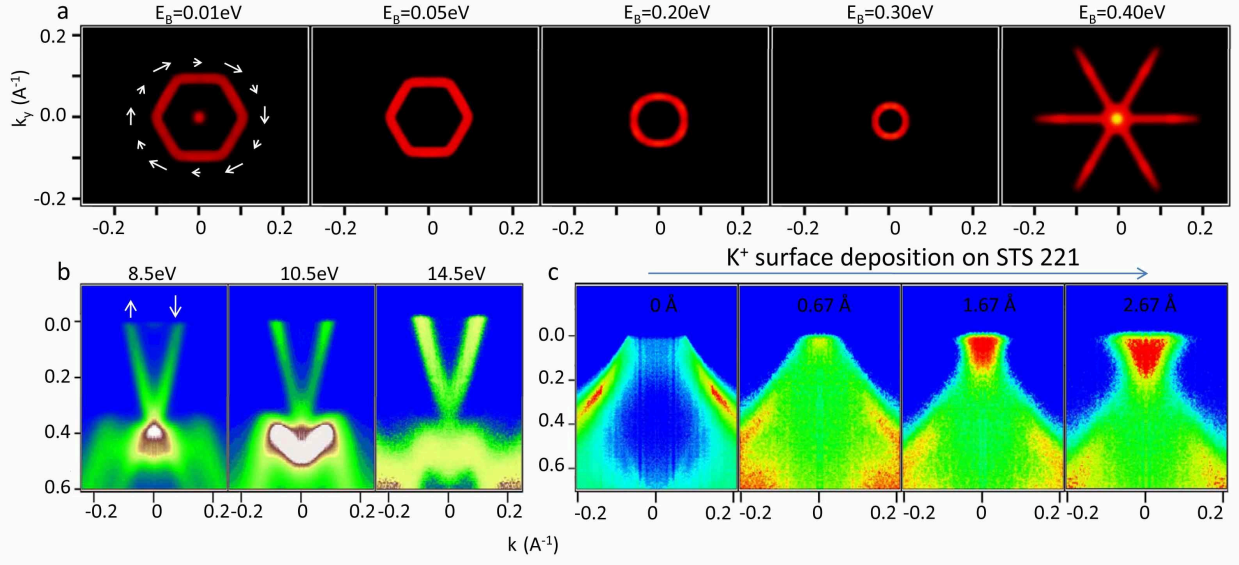 a
E_B=0.01eV E_B=0.05eV E_B=0.20eV E_B=0.30eV E_B=0.40eV
0.2
0.0
-0.2
k_y (A⁻¹)
-0.2 0 0.2 -0.2 0 0.2 -0.2 0 0.2 -0.2 0 0.2 -0.2 0 0.2
b
8.5eV 10.5eV 14.5eV
0.0
0.2
0.4
0.6
-0.2 0 0.2 -0.2 0 0.2 -0.2 0 0.2
c
K⁺ surface deposition on STS 221
0 Å 0.67 Å 1.67 Å 2.67 Å
0.0
0.2
0.4
0.6
-0.2 0 0.2 -0.2 0 0.2 -0.2 0 0.2 -0.2 0 0.2
k (A⁻¹)